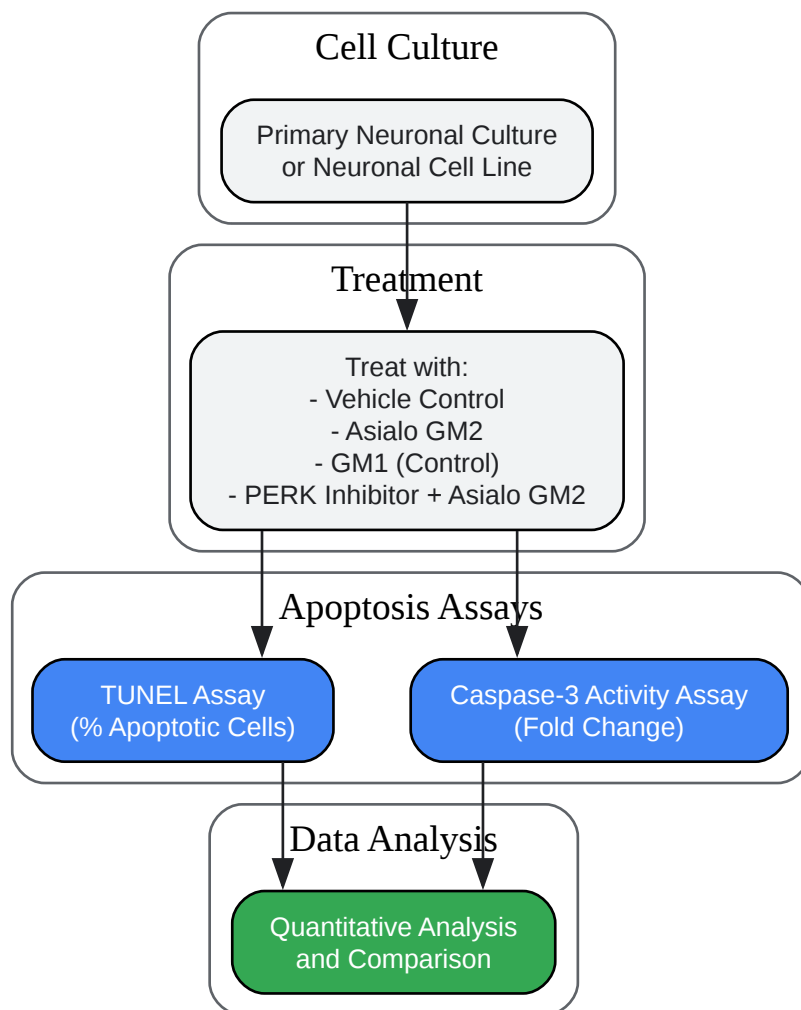 Cell Culture
Primary Neuronal Culture
or Neuronal Cell Line
Treatment
Treat with:
- Vehicle Control
- Asialo GM2
- GM1 (Control)
- PERK Inhibitor + Asialo GM2
Apoptosis Assays
TUNEL Assay
(% Apoptotic Cells)
Caspase-3 Activity Assay
(Fold Change)
Data Analysis
Quantitative Analysis
and Comparison